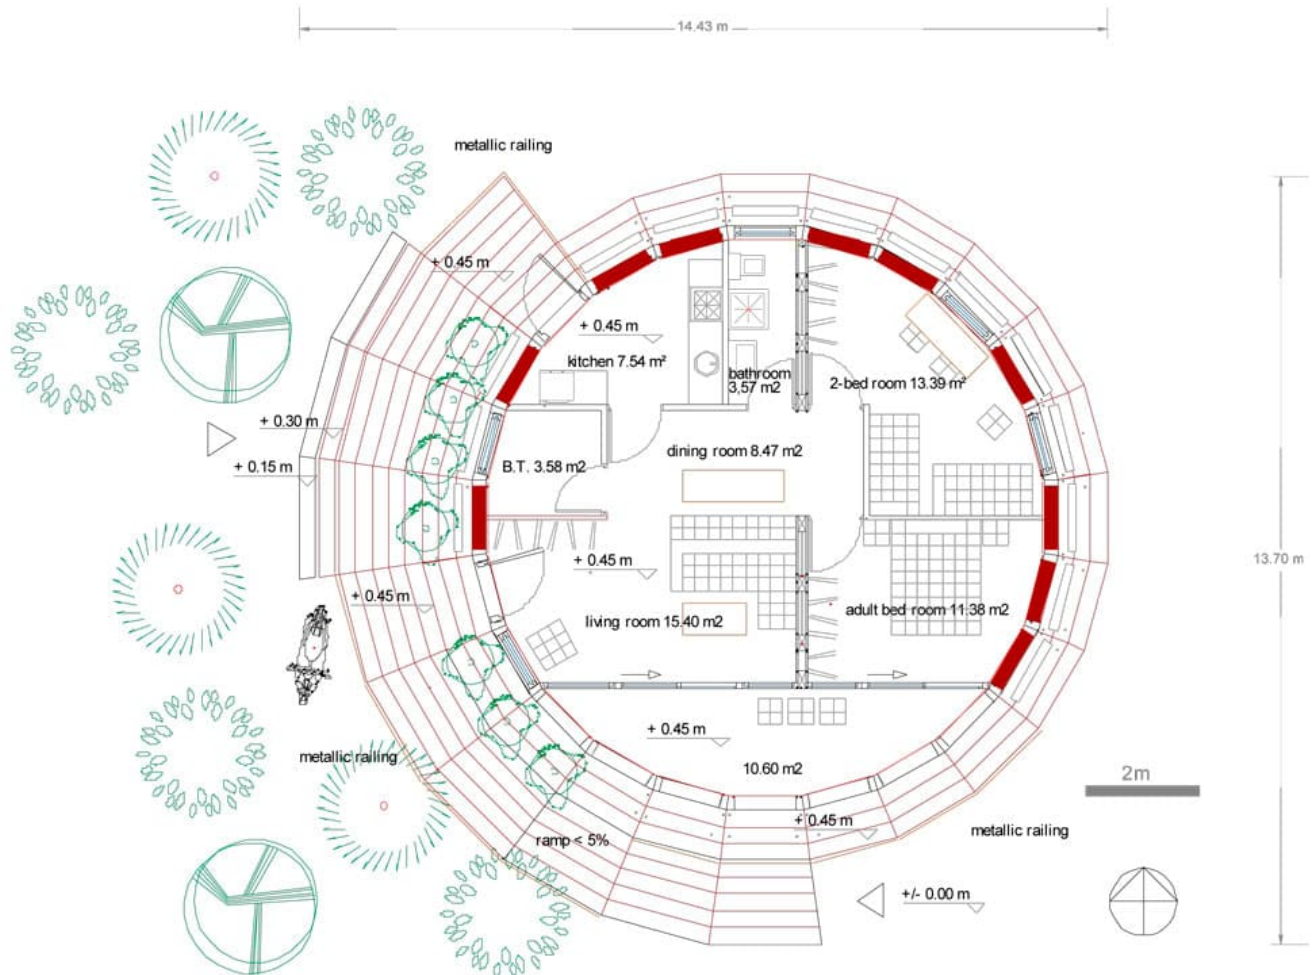 14.43 m
metallic railing
+ 0.45 m
+ 0.45 m
kitchen 7.54 m²
bathroom
3,57 m2
2-bed room 13.39 m²
+ 0.30 m
+ 0.15 m
dining room 8.47 m2
B.T. 3.58 m2
+ 0.45 m
+ 0.45 m
13.70 m
living room 15.40 m2
adult bed room 11.38 m2
+ 0.45 m
metallic railing
10.60 m2
2m
+ 0.45 m
metallic railing
ramp < 5%
+/- 0.00 m